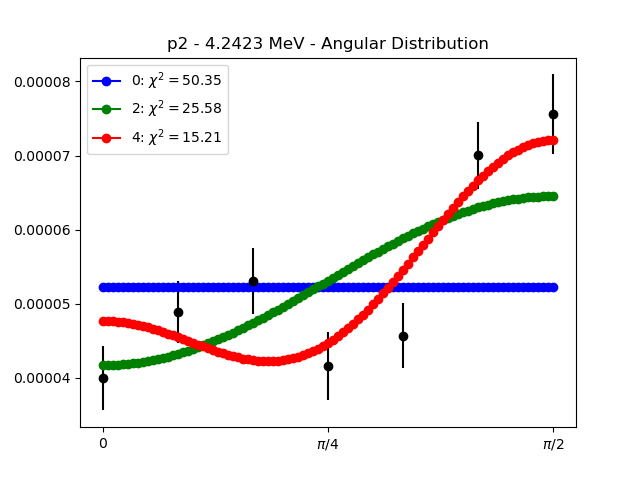 p2 - 4.2423 MeV - Angular Distribution
0: χ² = 50.35
2: χ² = 25.58
4: χ² = 15.21
0.00008
0.00007
0.00006
0.00005
0.00004
0
π/4
π/2